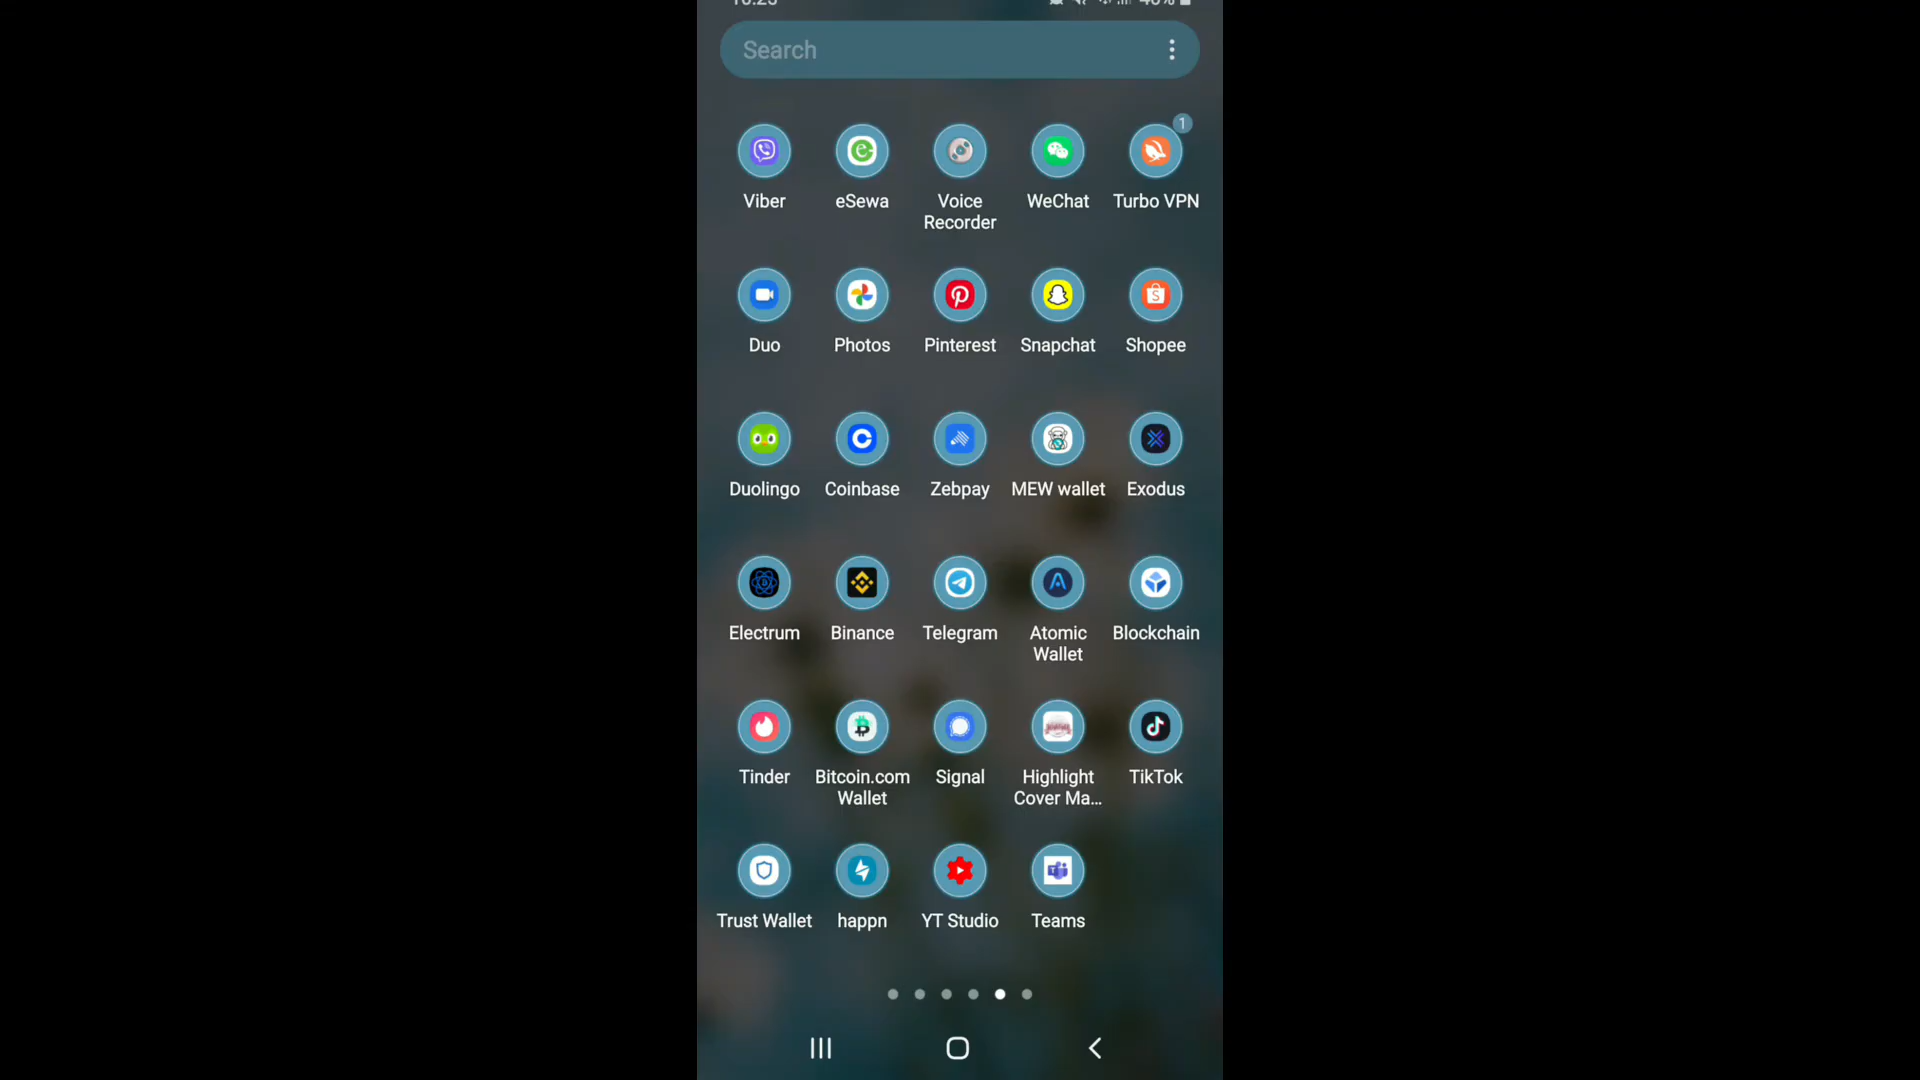 Search
1
Viber eSewa Voice Recorder WeChat Turbo VPN
Duo Photos Pinterest Snapchat Shopee
Duolingo Coinbase Zebpay MEW wallet Exodus
Electrum Binance Telegram Atomic Wallet Blockchain
Tinder Bitcoin.com Wallet Signal Highlight Cover Ma... TikTok
Trust Wallet happn YT Studio Teams